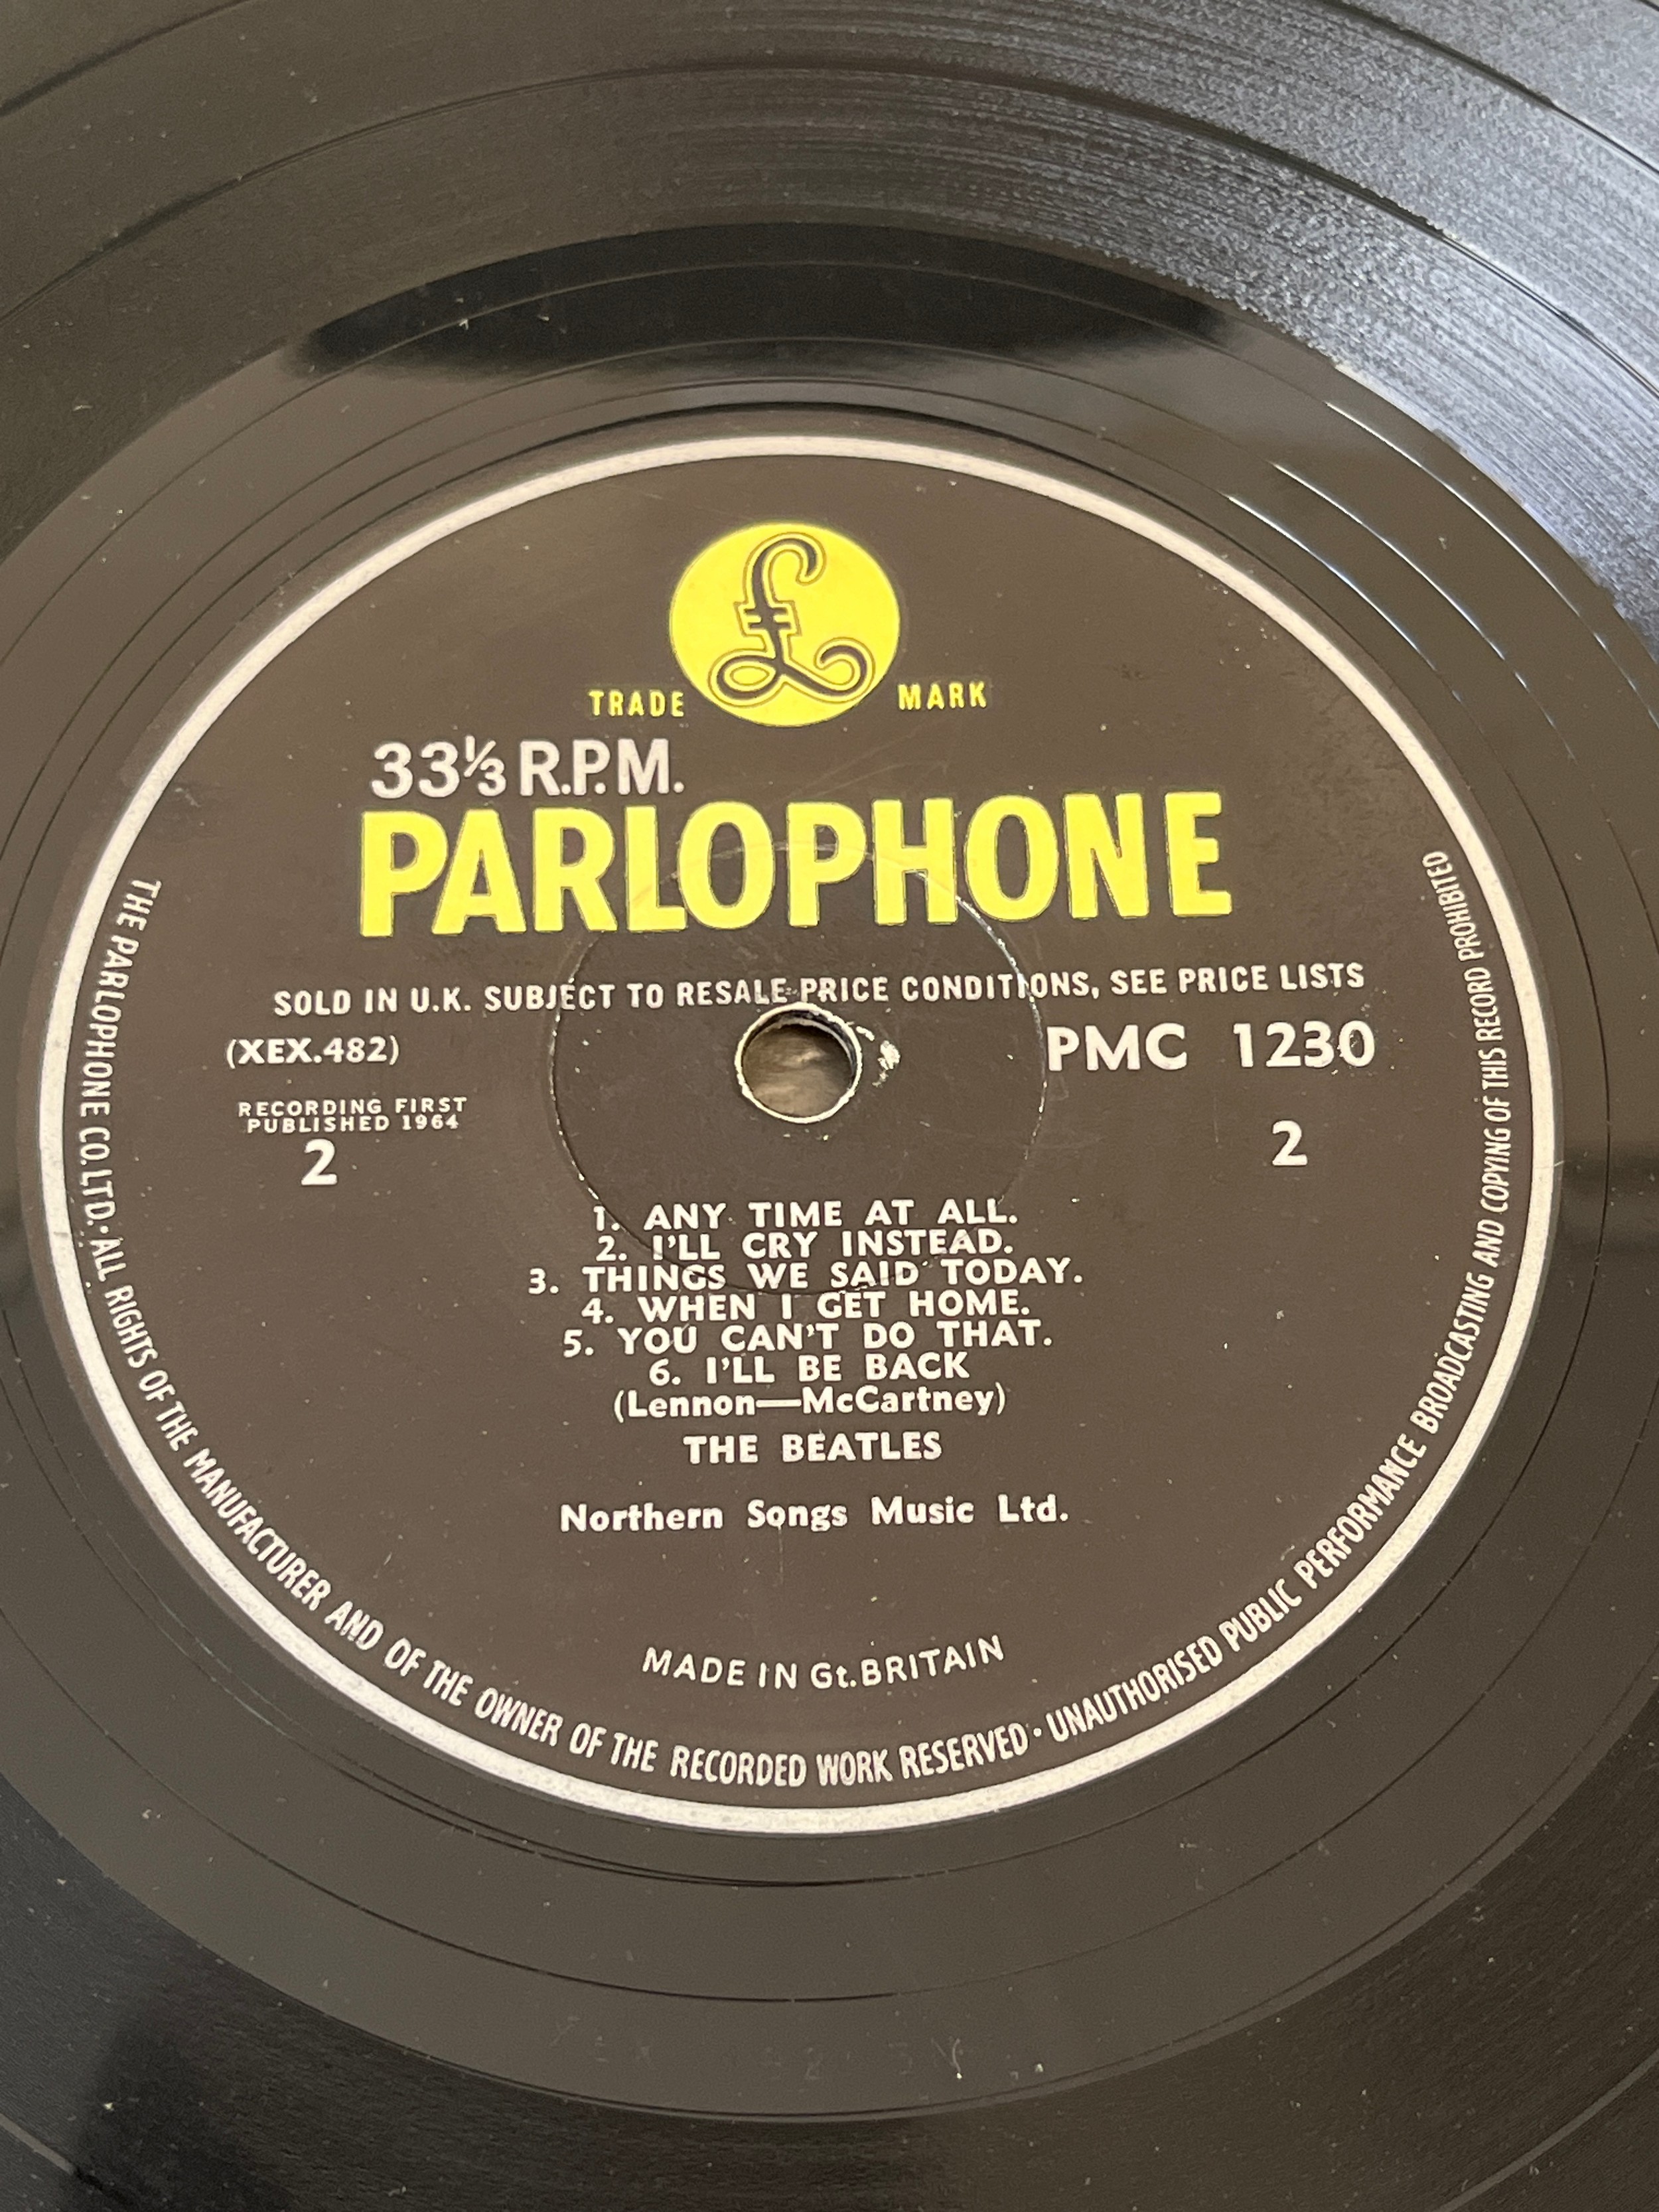 £
TRADE MARK
33⅓ R.P.M.
PARLOPHONE
SOLD IN U.K. SUBJECT TO RESALE PRICE CONDITIONS, SEE PRICE LISTS
(XEX.482) PMC 1230
RECORDING FIRST
PUBLISHED 1964
2 2
1. ANY TIME AT ALL.
2. I'LL CRY INSTEAD.
3. THINGS WE SAID TODAY.
4. WHEN I GET HOME.
5. YOU CAN'T DO THAT.
6. I'LL BE BACK
(Lennon—McCartney)
THE BEATLES
Northern Songs Music Ltd.
MADE IN Gt. BRITAIN
THE PARLOPHONE CO. LTD. · ALL RIGHTS OF THE MANUFACTURER AND OF THE OWNER OF THE RECORDED WORK RESERVED · UNAUTHORISED PUBLIC PERFORMANCE BROADCASTING AND COPYING OF THIS RECORD PROHIBITED